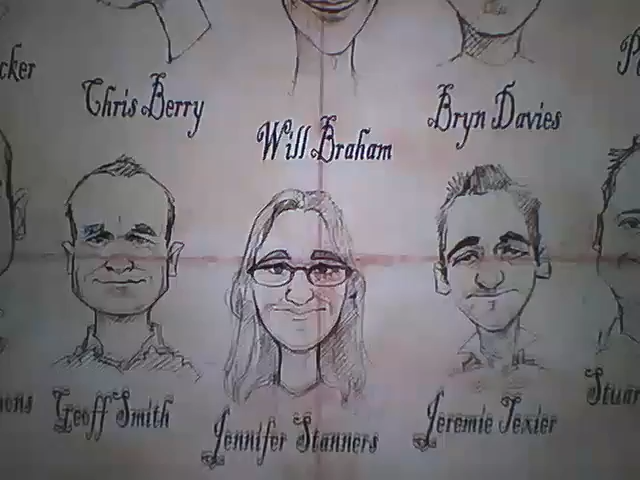 cker
Chris Berry
Will Braham
Bryn Davies
Geoff Smith
Jennifer Stanners
Jeremie Texier